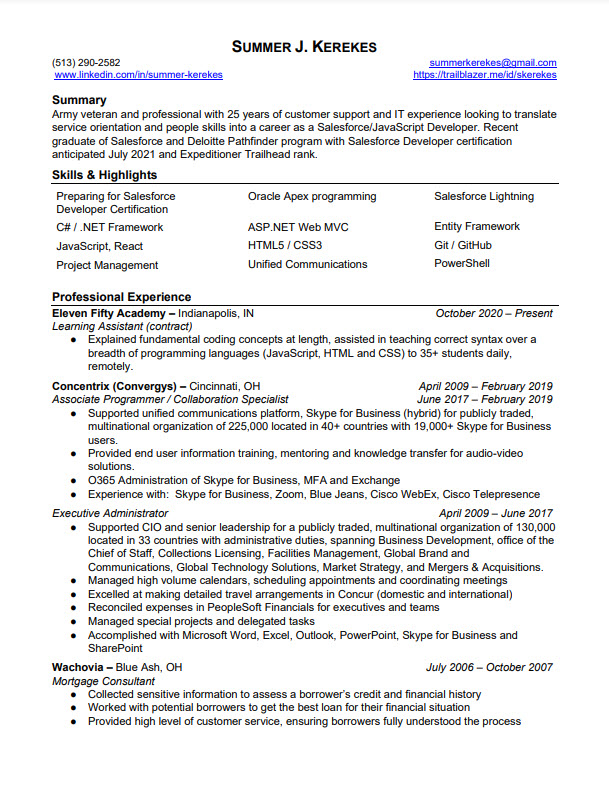 SUMMER J. KEREKES
(513) 290-2582 summerkerekes@gmail.com
www.linkedin.com/in/summer-kerekes https://trailblazer.me/id/skerekes
Summary
Army veteran and professional with 25 years of customer support and IT experience looking to translate
service orientation and people skills into a career as a Salesforce/JavaScript Developer. Recent
graduate of Salesforce and Deloitte Pathfinder program with Salesforce Developer certification
anticipated July 2021 and Expeditioner Trailhead rank.
Skills & Highlights
Preparing for Salesforce Oracle Apex programming Salesforce Lightning
Developer Certification
C# / .NET Framework ASP.NET Web MVC Entity Framework
JavaScript, React HTML5 / CSS3 Git / GitHub
Project Management Unified Communications PowerShell
Professional Experience
Eleven Fifty Academy – Indianapolis, IN October 2020 – Present
Learning Assistant (contract)
● Explained fundamental coding concepts at length, assisted in teaching correct syntax over a
breadth of programming languages (JavaScript, HTML and CSS) to 35+ students daily,
remotely.
Concentrix (Convergys) – Cincinnati, OH April 2009 – February 2019
Associate Programmer / Collaboration Specialist June 2017 – February 2019
● Supported unified communications platform, Skype for Business (hybrid) for publicly traded,
multinational organization of 225,000 located in 40+ countries with 19,000+ Skype for Business
users.
● Provided end user information training, mentoring and knowledge transfer for audio-video
solutions.
● O365 Administration of Skype for Business, MFA and Exchange
● Experience with: Skype for Business, Zoom, Blue Jeans, Cisco WebEx, Cisco Telepresence
Executive Administrator April 2009 – June 2017
● Supported CIO and senior leadership for a publicly traded, multinational organization of 130,000
located in 33 countries with administrative duties, spanning Business Development, office of the
Chief of Staff, Collections Licensing, Facilities Management, Global Brand and
Communications, Global Technology Solutions, Market Strategy, and Mergers & Acquisitions.
● Managed high volume calendars, scheduling appointments and coordinating meetings
● Excelled at making detailed travel arrangements in Concur (domestic and international)
● Reconciled expenses in PeopleSoft Financials for executives and teams
● Managed special projects and delegated tasks
● Accomplished with Microsoft Word, Excel, Outlook, PowerPoint, Skype for Business and
SharePoint
Wachovia – Blue Ash, OH July 2006 – October 2007
Mortgage Consultant
● Collected sensitive information to assess a borrower’s credit and financial history
● Worked with potential borrowers to get the best loan for their financial situation
● Provided high level of customer service, ensuring borrowers fully understood the process